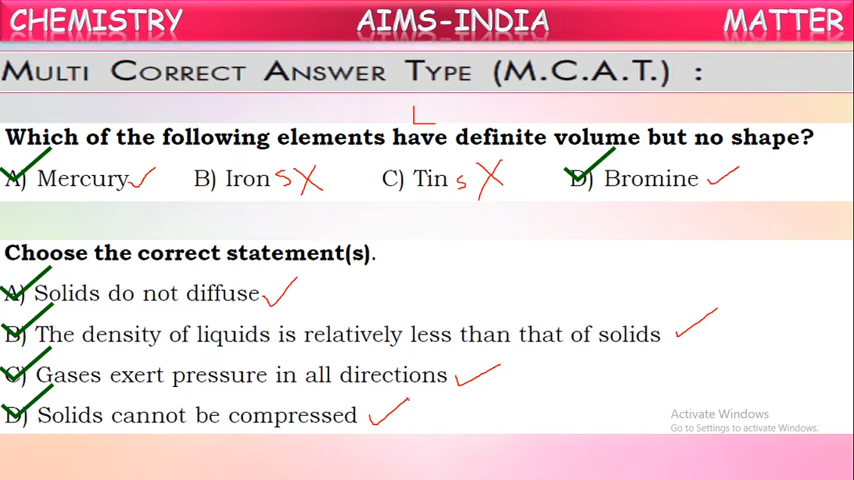 CHEMISTRY AIMS-INDIA MATTER
MULTI CORRECT ANSWER TYPE (M.C.A.T.) :
L
Which of the following elements have definite volume but no shape?
A) Mercury B) Iron S X C) Tin S X D) Bromine
Choose the correct statement(s).
A) Solids do not diffuse
B) The density of liquids is relatively less than that of solids
C) Gases exert pressure in all directions
D) Solids cannot be compressed
Activate Windows
Go to Settings to activate Windows.